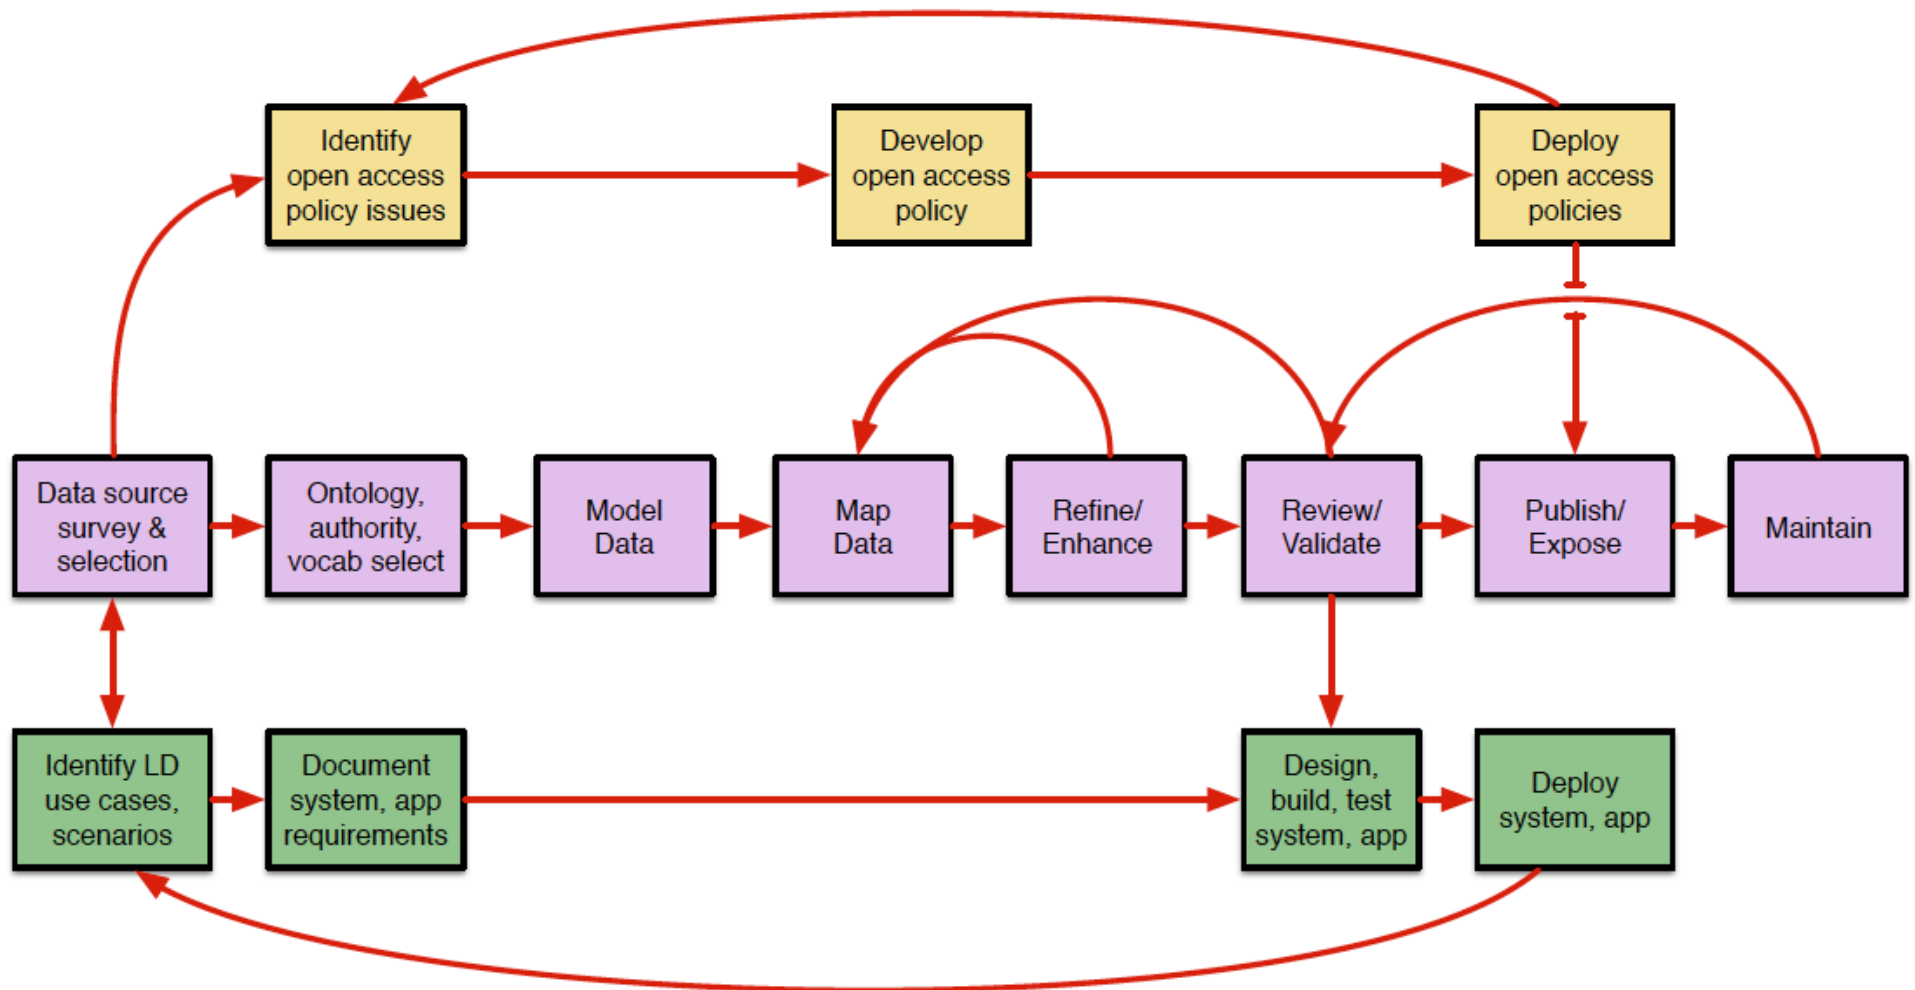 Identify
open access
policy issues
Develop
open access
policy
Deploy
open access
policies
Data source
survey &
selection
Ontology,
authority,
vocab select
Model
Data
Map
Data
Refine/
Enhance
Review/
Validate
Publish/
Expose
Maintain
Identify LD
use cases,
scenarios
Document
system, app
requirements
Design,
build, test
system, app
Deploy
system, app